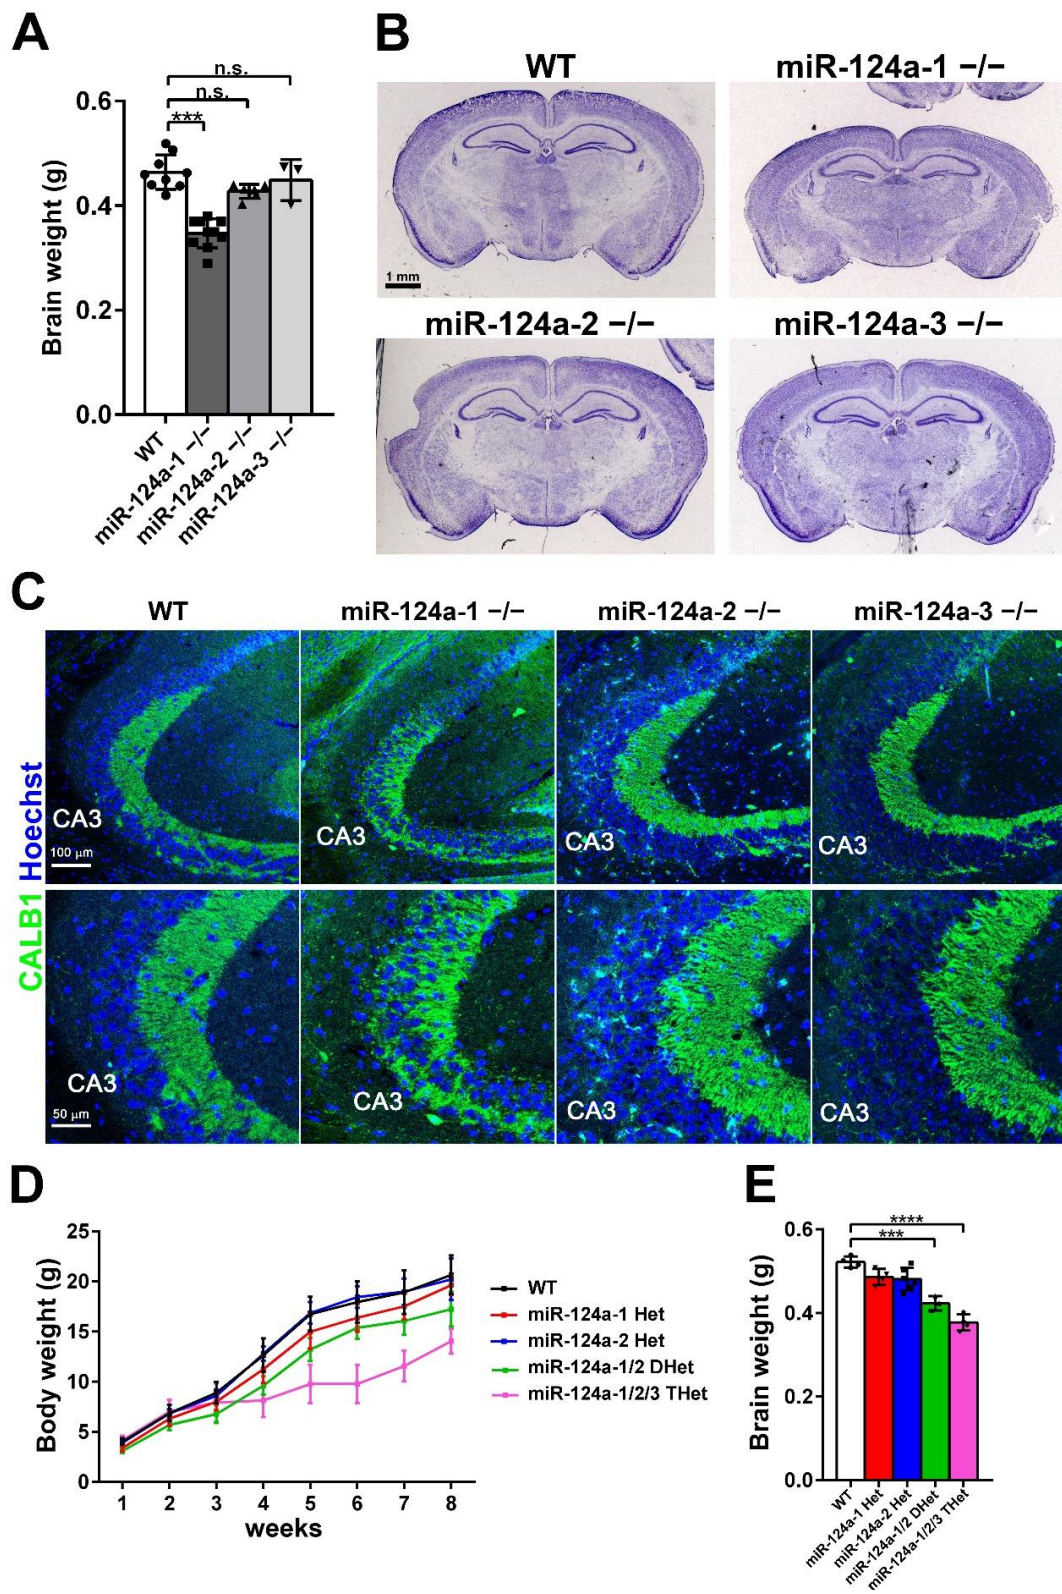 A
n.s.
n.s.
***
0.6
0.4
0.2
0.0
Brain weight (g)
WT
miR-124a-1 −/−
miR-124a-2 −/−
miR-124a-3 −/−
B
WT
miR-124a-1 −/−
1 mm
miR-124a-2 −/−
miR-124a-3 −/−
C
WT
miR-124a-1 −/−
miR-124a-2 −/−
miR-124a-3 −/−
CALB1 Hoechst
CA3
100 μm
CA3
CA3
CA3
CA3
50 μm
CA3
CA3
CA3
D
25
20
15
10
5
0
Body weight (g)
1 2 3 4 5 6 7 8
weeks
WT
miR-124a-1 Het
miR-124a-2 Het
miR-124a-1/2 DHet
miR-124a-1/2/3 THet
E
****
***
0.6
0.4
0.2
0.0
Brain weight (g)
WT
miR-124a-1 Het
miR-124a-2 Het
miR-124a-1/2 DHet
miR-124a-1/2/3 THet